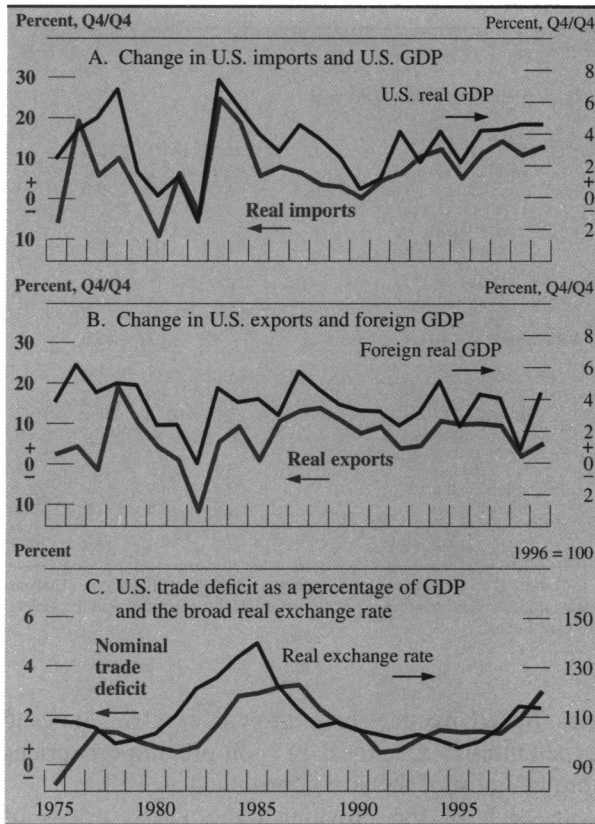 Percent, Q4/Q4 Percent, Q4/Q4
A. Change in U.S. imports and U.S. GDP
30 8
U.S. real GDP
20 6
4
10 2
+ +
0 0
– –
Real imports
10 2
Percent, Q4/Q4 Percent, Q4/Q4
B. Change in U.S. exports and foreign GDP
30 8
Foreign real GDP
20 6
4
10 2
+ +
0 0
– –
Real exports
10 2
Percent 1996 = 100
C. U.S. trade deficit as a percentage of GDP
and the broad real exchange rate
6 150
Nominal
trade
deficit
Real exchange rate
4 130
2 110
+
0
–
90
1975 1980 1985 1990 1995